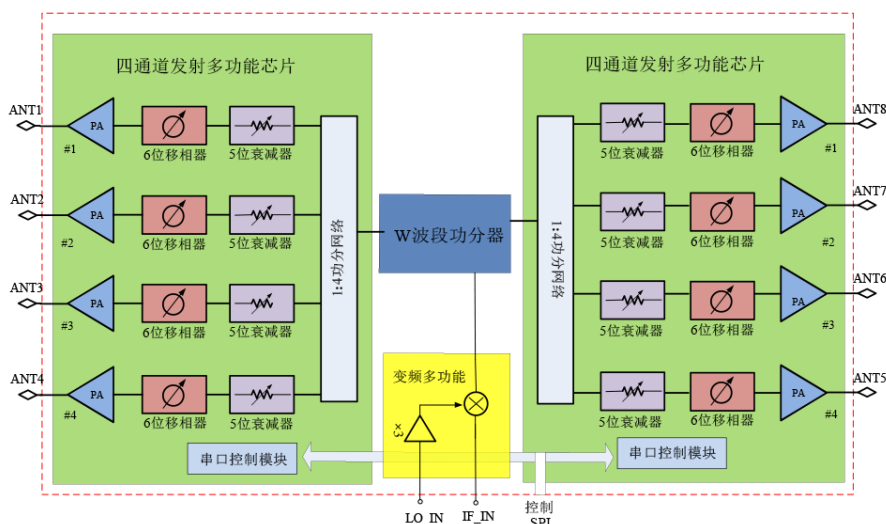 四通道发射多功能芯片
ANT1
PA
#1
6位移相器
5位衰减器
ANT2
PA
#2
6位移相器
5位衰减器
ANT3
PA
#3
6位移相器
5位衰减器
ANT4
PA
#4
6位移相器
5位衰减器
1:4功分网络
串口控制模块
W波段功分器
变频多功能
×3
LO_IN
IF_IN
控制
SPI
四通道发射多功能芯片
1:4功分网络
5位衰减器
6位移相器
PA
#1
ANT8
5位衰减器
6位移相器
PA
#2
ANT7
5位衰减器
6位移相器
PA
#3
ANT6
5位衰减器
6位移相器
PA
#4
ANT5
串口控制模块